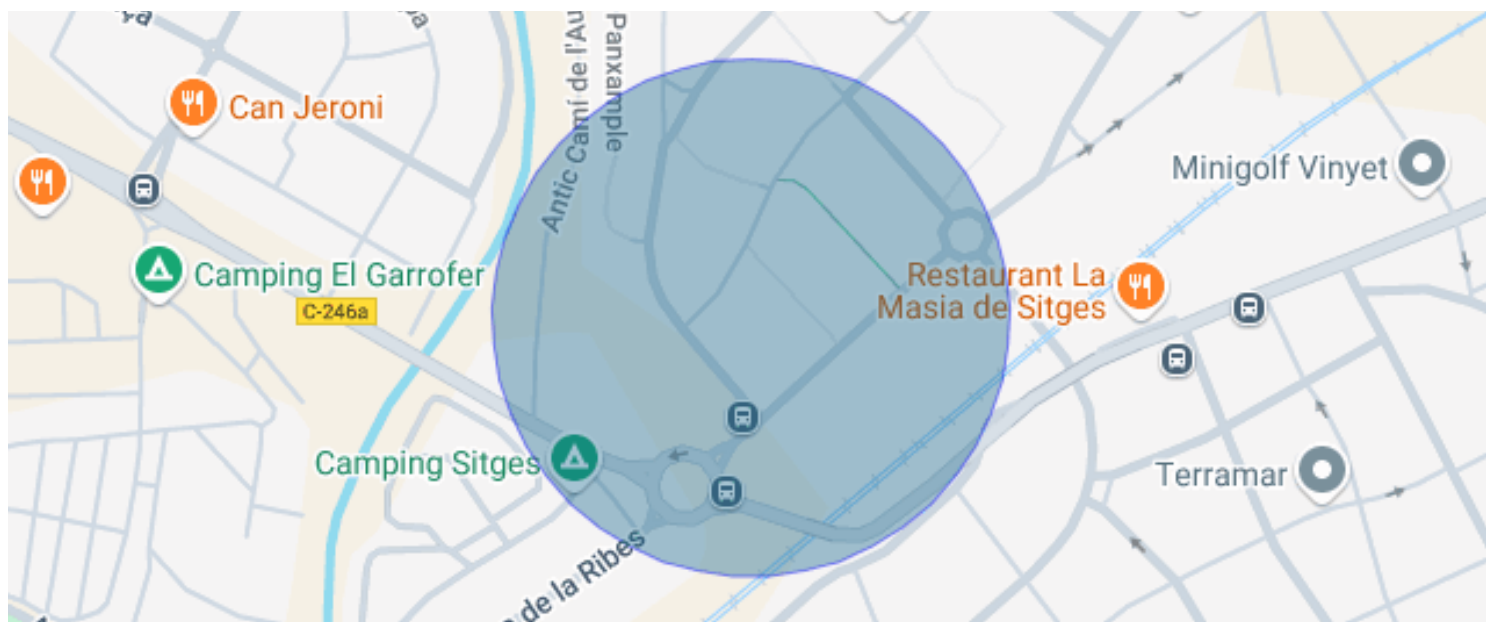 Can Jeroni
Antic Camí de l'Av
Panxample
Minigolf Vinyet
Camping El Garrofer
C-246a
Restaurant La
Masia de Sitges
Camping Sitges
Terramar
de la Ribes